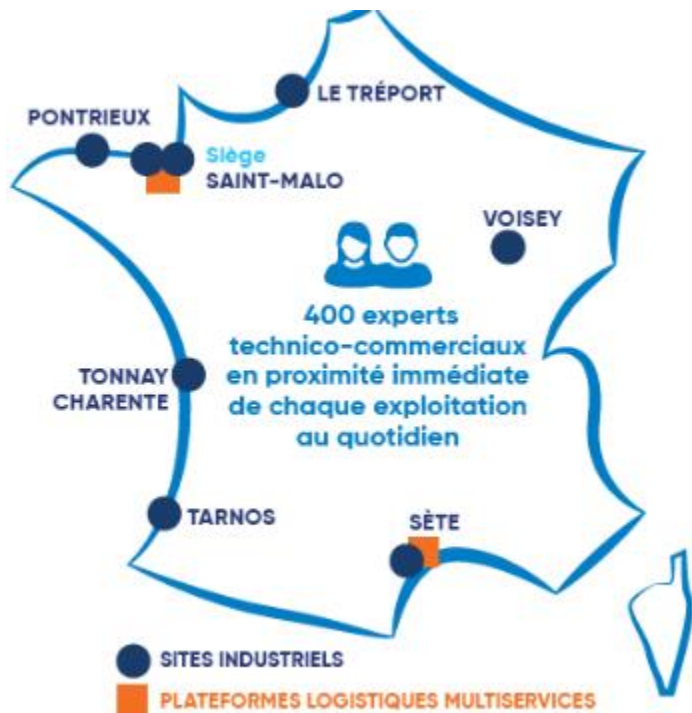 LE TRÉPORT
PONTRIEUX
Siège
SAINT-MALO
VOISEY
400 experts
technico-commerciaux
en proximité immédiate
de chaque exploitation
au quotidien
TONNAY
CHARENTE
TARNOS
SÈTE
SITES INDUSTRIELS
PLATEFORMES LOGISTIQUES MULTISERVICES